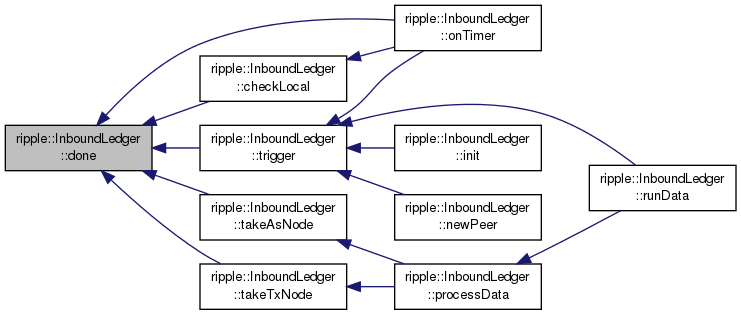 ripple::InboundLedger
::done
ripple::InboundLedger
::onTimer
ripple::InboundLedger
::checkLocal
ripple::InboundLedger
::trigger
ripple::InboundLedger
::init
ripple::InboundLedger
::newPeer
ripple::InboundLedger
::runData
ripple::InboundLedger
::takeAsNode
ripple::InboundLedger
::takeTxNode
ripple::InboundLedger
::processData